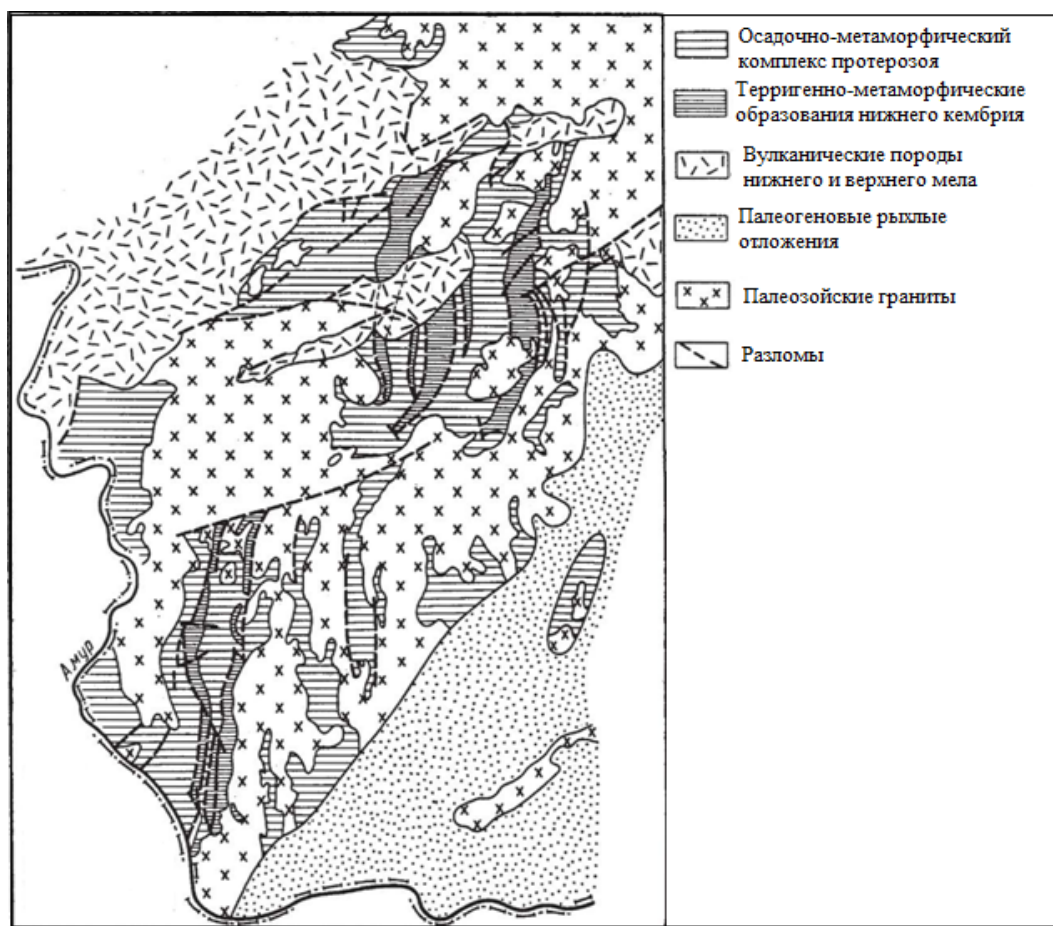 Осадочно-метаморфический
комплекс протерозоя
Терригенно-метаморфические
образования нижнего кембрия
Вулканические породы
нижнего и верхнего мела
Палеогеновые рыхлые
отложения
Палеозойские граниты
Разломы
Амур